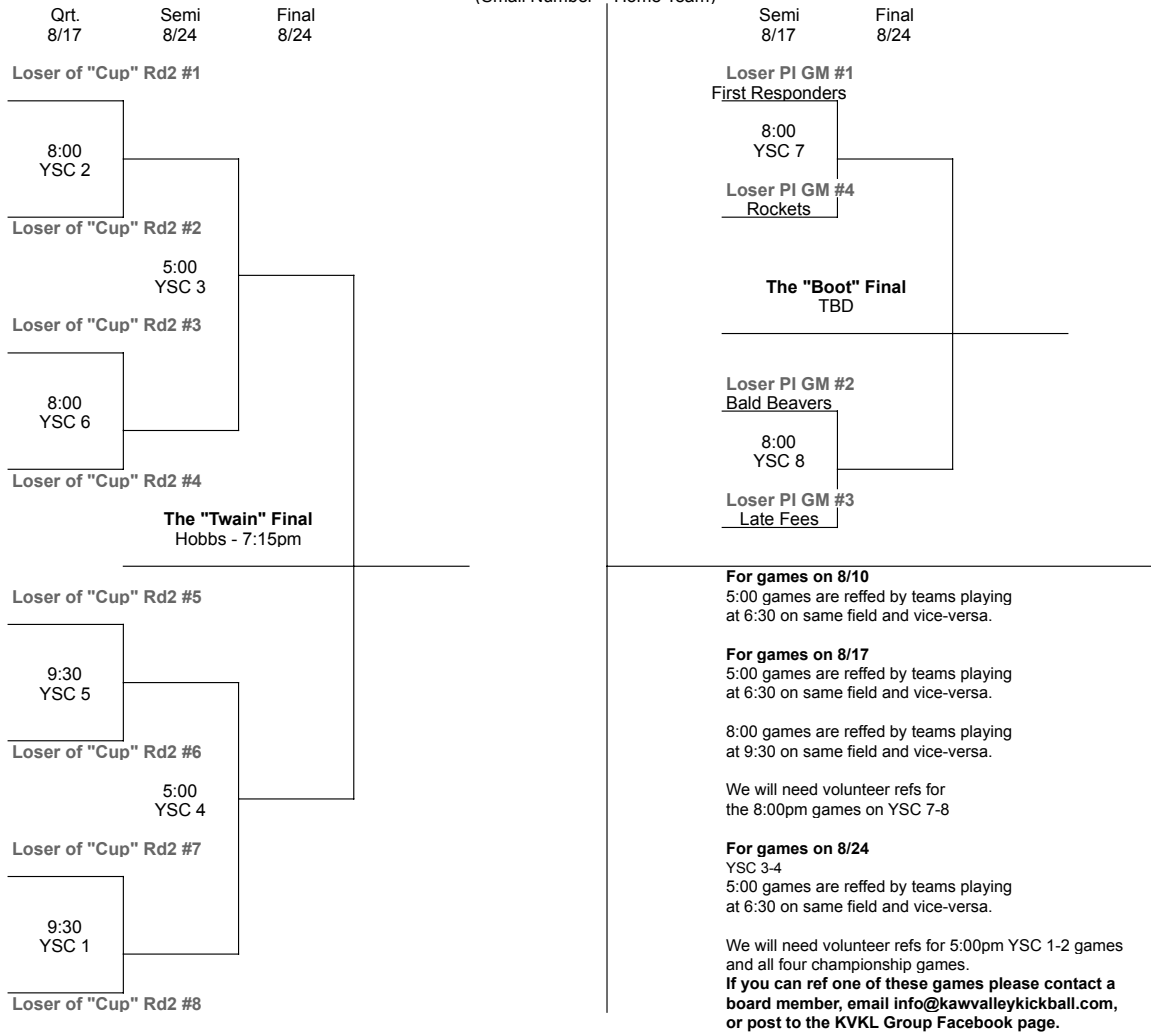 (Small Number = Home Team)
Qrt.
8/17
Semi
8/24
Final
8/24
Loser of "Cup" Rd2 #1
8:00
YSC 2
Loser of "Cup" Rd2 #2
5:00
YSC 3
Loser of "Cup" Rd2 #3
8:00
YSC 6
Loser of "Cup" Rd2 #4
The "Twain" Final
Hobbs - 7:15pm
Loser of "Cup" Rd2 #5
9:30
YSC 5
Loser of "Cup" Rd2 #6
5:00
YSC 4
Loser of "Cup" Rd2 #7
9:30
YSC 1
Loser of "Cup" Rd2 #8
Semi
8/17
Final
8/24
Loser PI GM #1
First Responders
8:00
YSC 7
Loser PI GM #4
Rockets
The "Boot" Final
TBD
Loser PI GM #2
Bald Beavers
8:00
YSC 8
Loser PI GM #3
Late Fees
For games on 8/10
5:00 games are reffed by teams playing
at 6:30 on same field and vice-versa.
For games on 8/17
5:00 games are reffed by teams playing
at 6:30 on same field and vice-versa.
8:00 games are reffed by teams playing
at 9:30 on same field and vice-versa.
We will need volunteer refs for
the 8:00pm games on YSC 7-8
For games on 8/24
YSC 3-4
5:00 games are reffed by teams playing
at 6:30 on same field and vice-versa.
We will need volunteer refs for 5:00pm YSC 1-2 games
and all four championship games.
If you can ref one of these games please contact a
board member, email info@kawvalleykickball.com,
or post to the KVKL Group Facebook page.